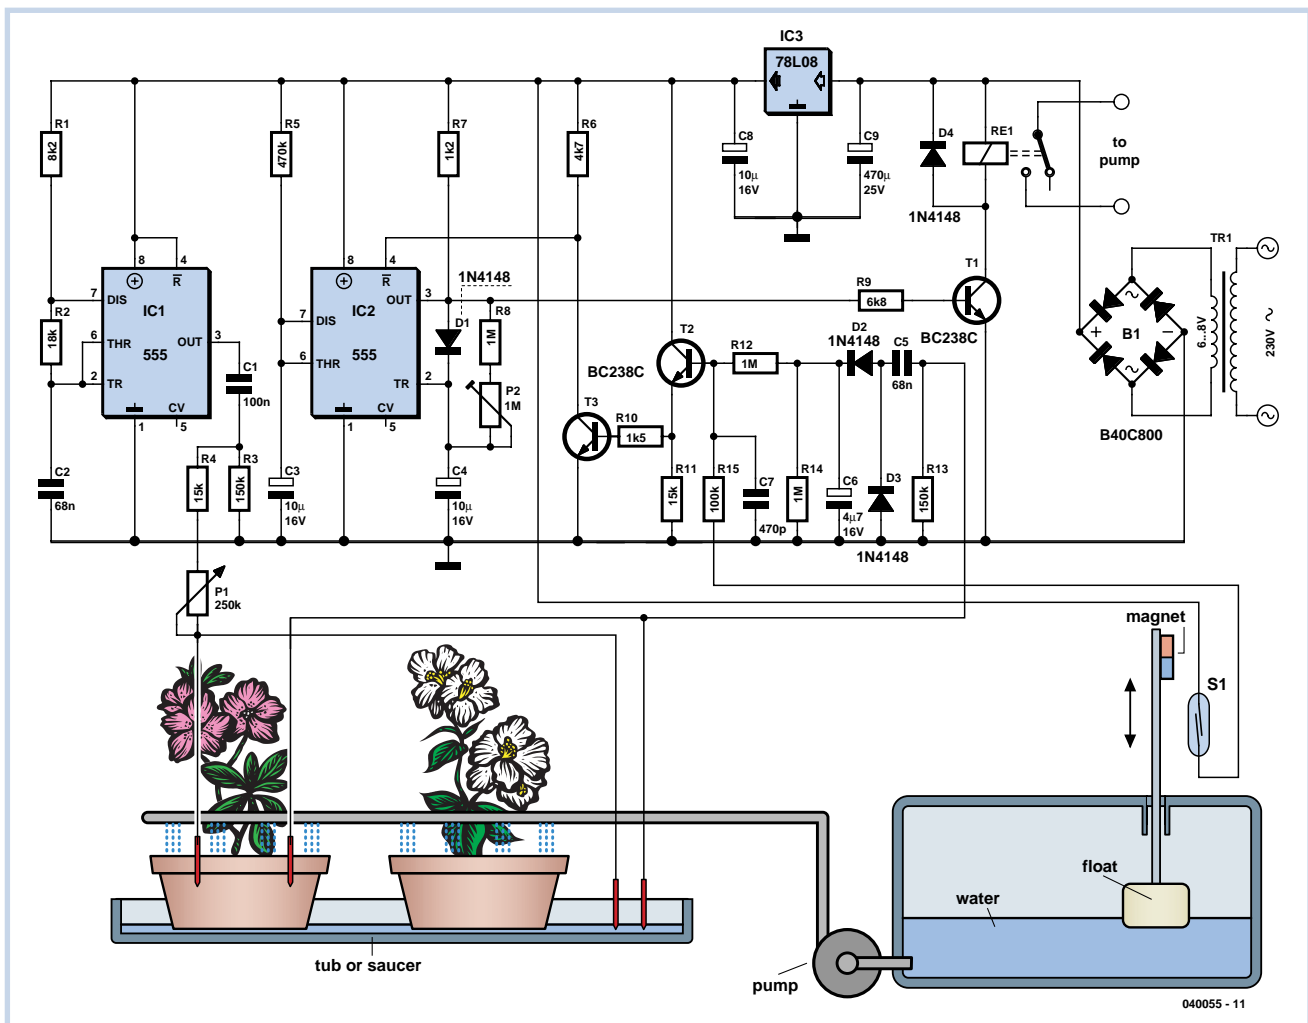 IC3
78L08
R1
8k2
R5
470k
R7
1k2
R6
4k7
C8
10µ
16V
C9
470µ
25V
D4
1N4148
RE1
to
pump
8
4
+
R
7
DIS
IC1
R2
18k
6
THR
OUT
3
555
2
TR
CV
1
5
C1
100n
8
4
+
R
OUT
3
7
DIS
IC2
6
THR
555
TR
2
CV
1
5
1N4148
D1
R8
1M
P2
1M
R9
6k8
T1
BC238C
TR1
6...8V
230V ~
~
+
B1
–
~
B40C800
T2
BC238C
R12
1M
D2
1N4148
C5
68n
T3
R10
1k5
C2
68n
R4
15k
R3
150k
C3
10µ
16V
C4
10µ
16V
R11
15k
R15
100k
C7
470p
R14
1M
C6
4µ7
16V
D3
1N4148
R13
150k
P1
250k
magnet
S1
float
water
tub or saucer
pump
040055 - 11